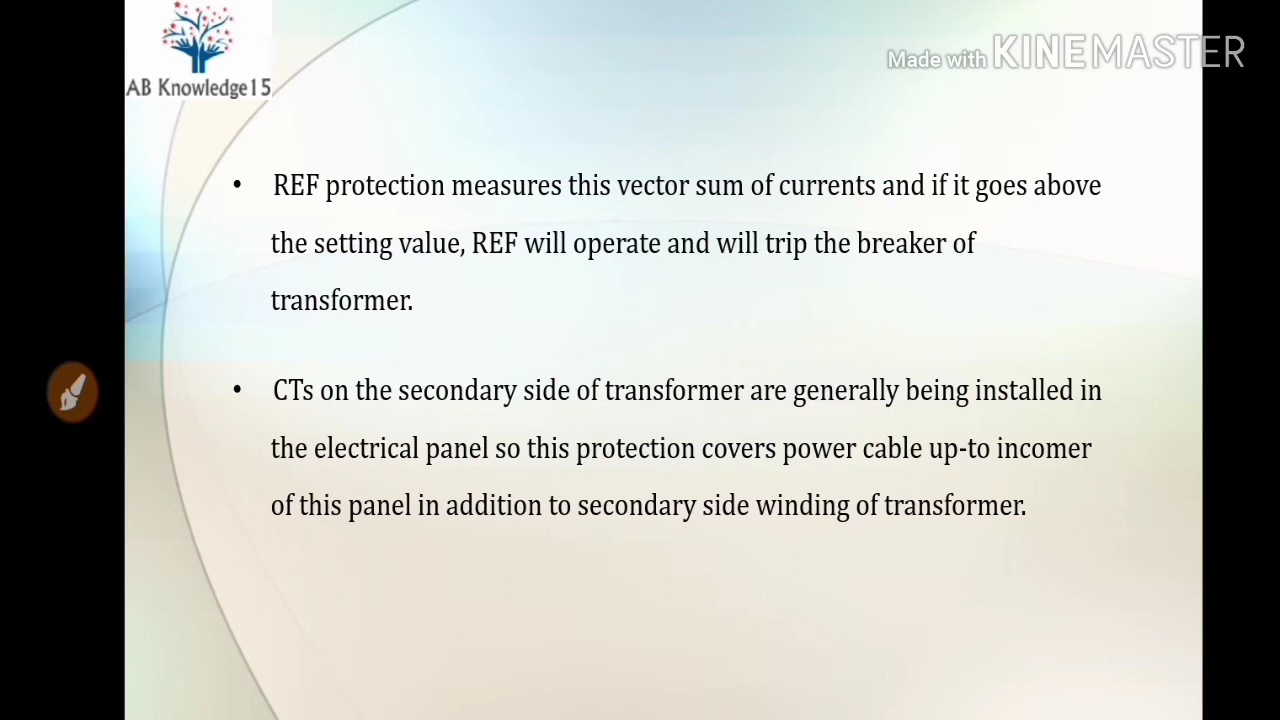 AB Knowledge15
Made with KINEMASTER
• REF protection measures this vector sum of currents and if it goes above
the setting value, REF will operate and will trip the breaker of
transformer.
• CTs on the secondary side of transformer are generally being installed in
the electrical panel so this protection covers power cable up-to incomer
of this panel in addition to secondary side winding of transformer.